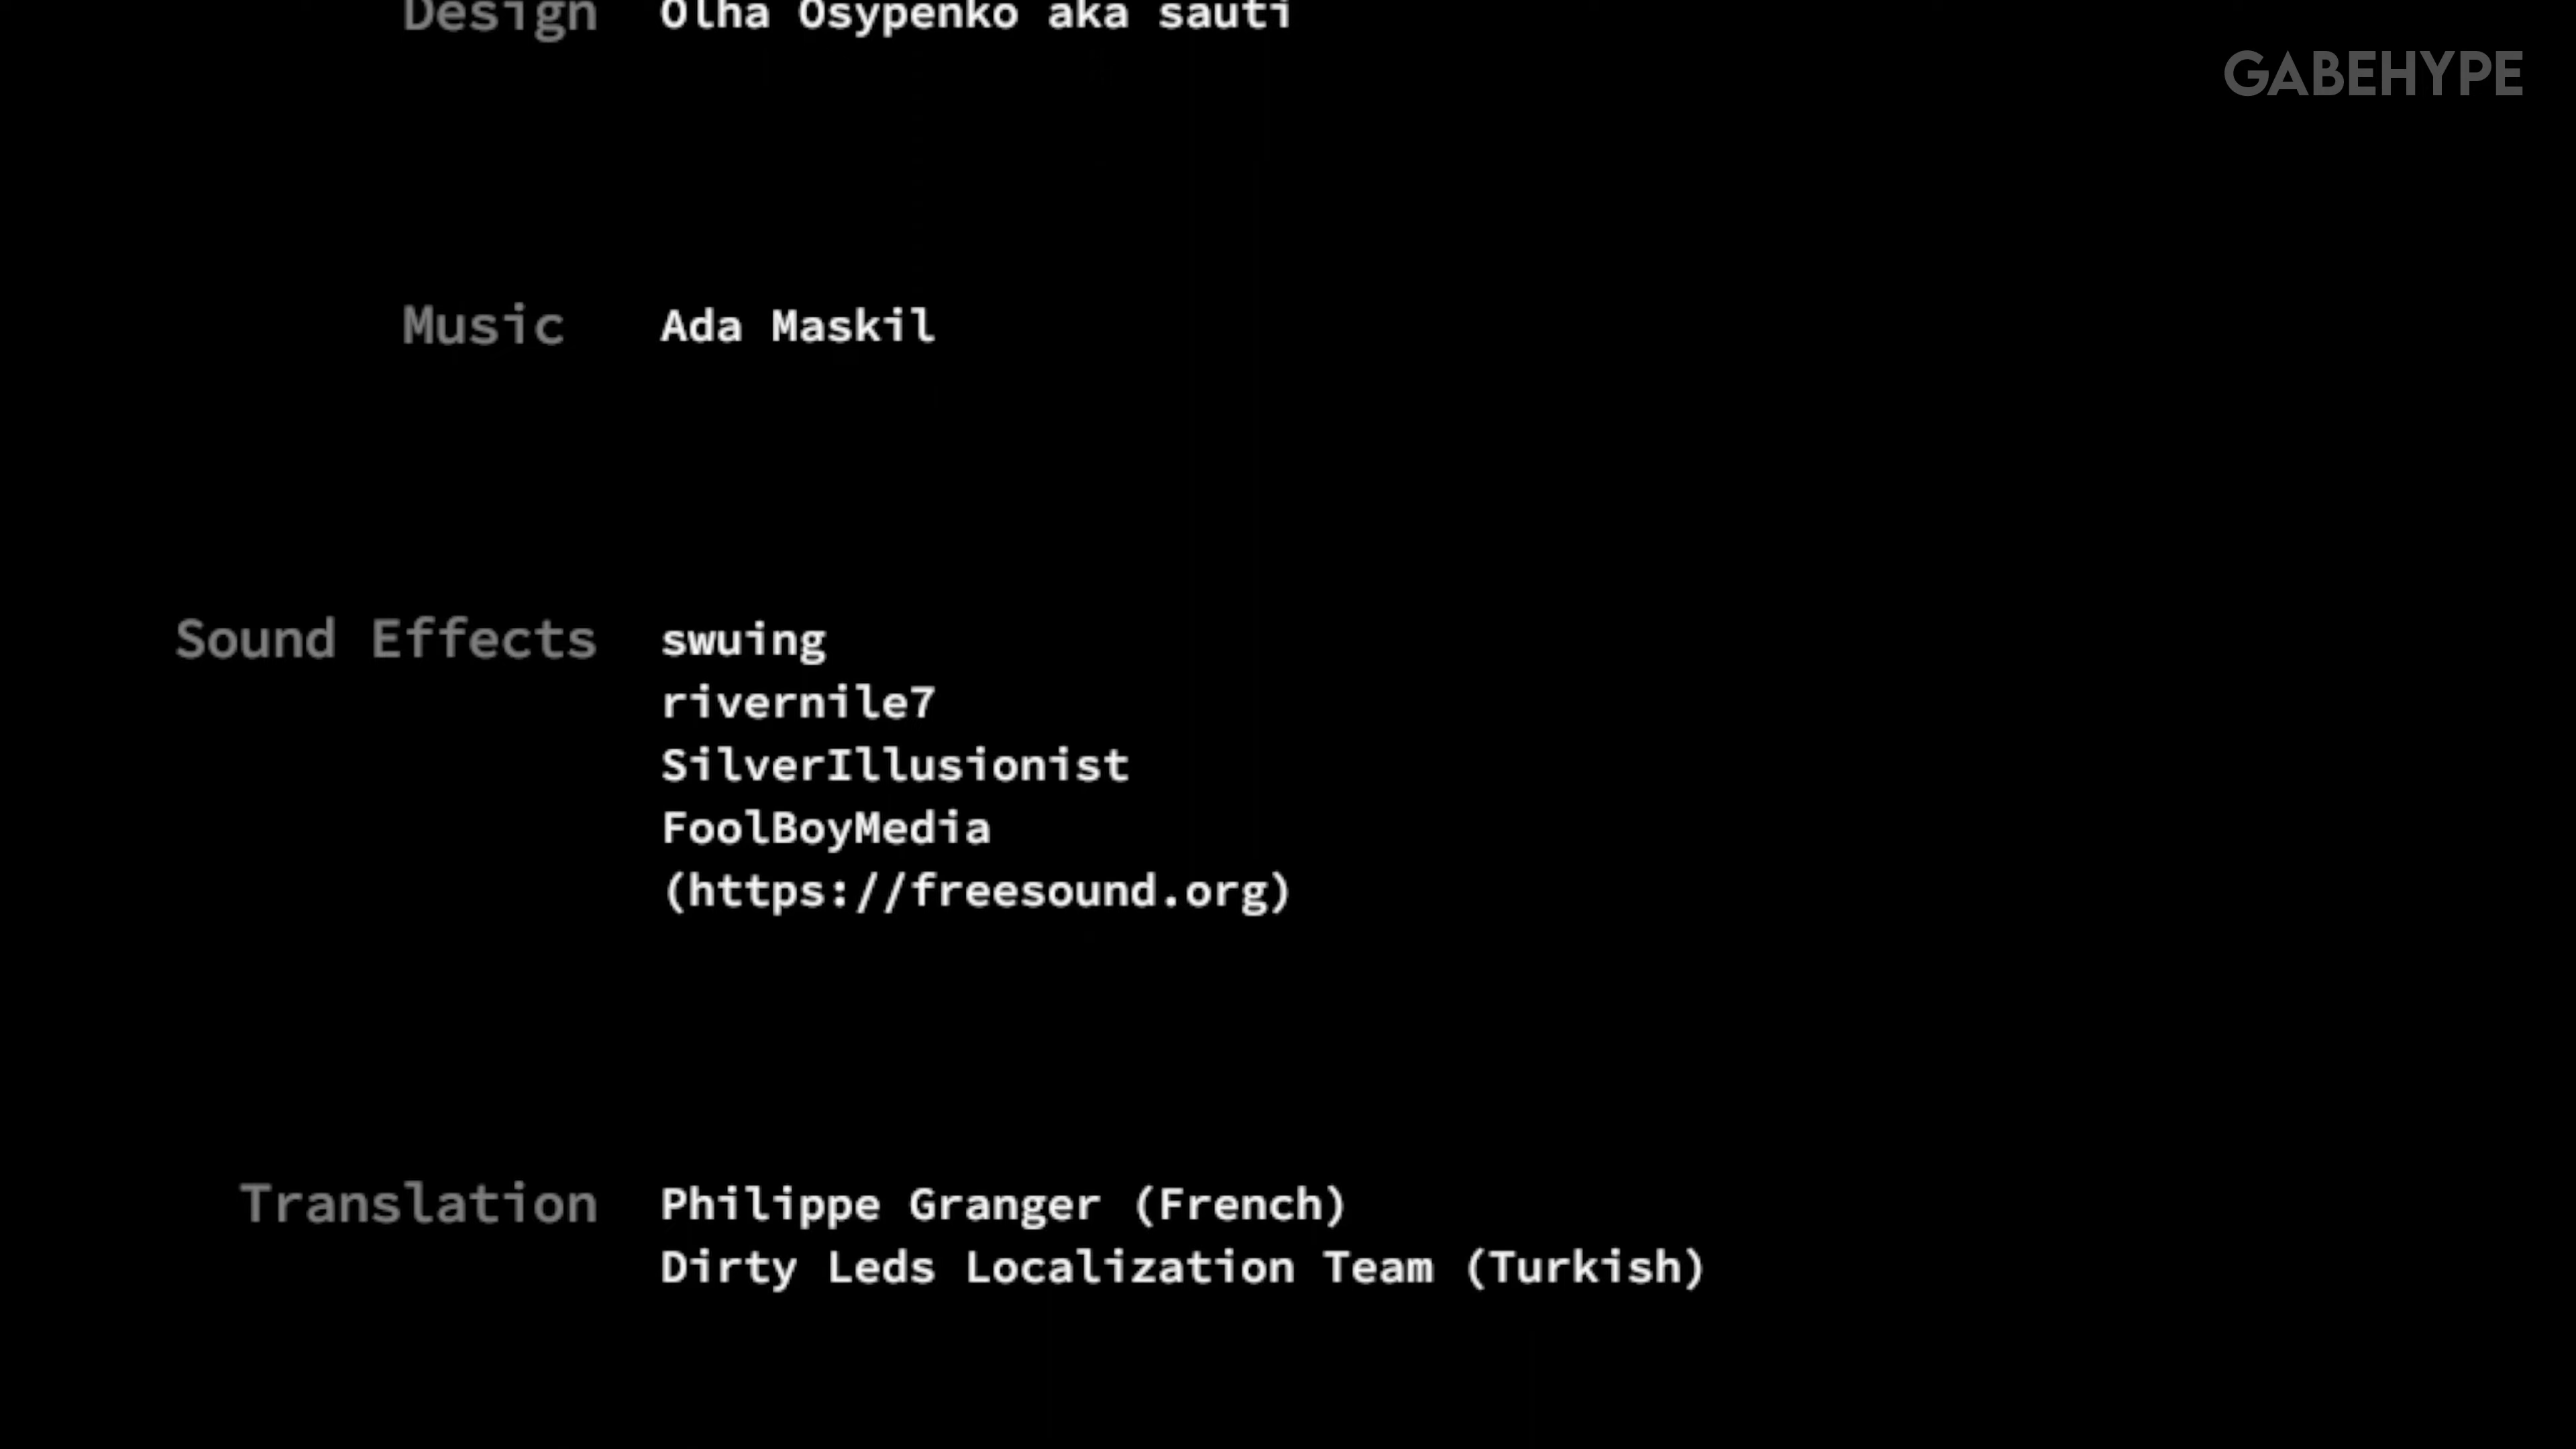 Design Olha Osypenko aka sauti
GABEHYPE
Music Ada Maskil
Sound Effects swuing
rivernile7
SilverIllusionist
FoolBoyMedia
(https://freesound.org)
Translation Philippe Granger (French)
Dirty Leds Localization Team (Turkish)